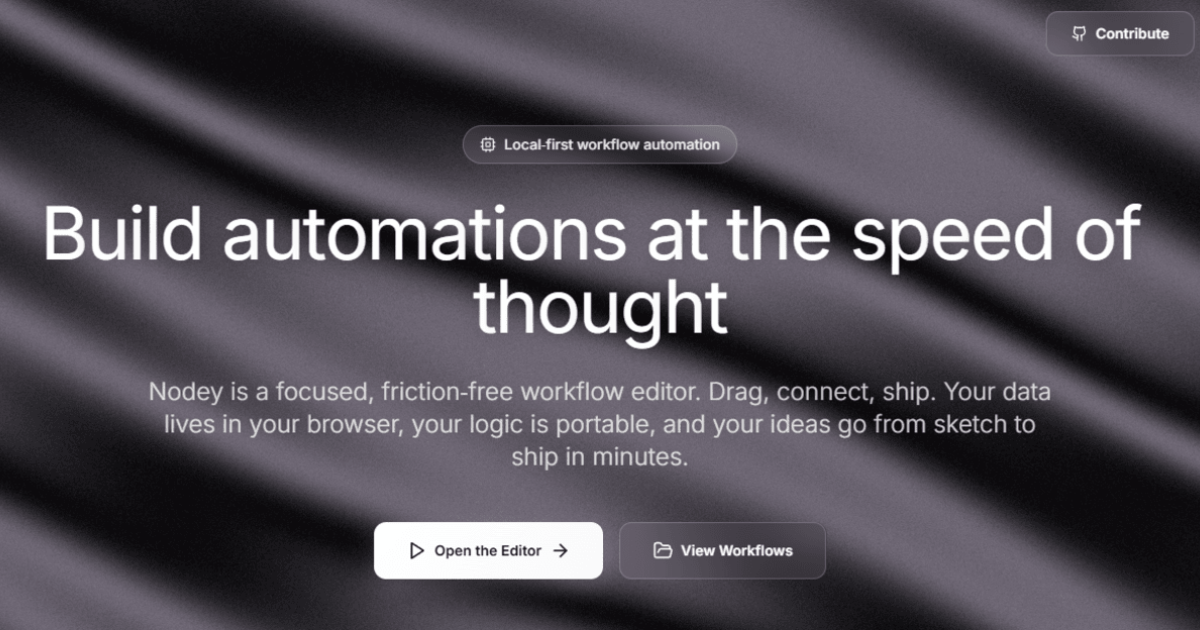 Contribute
Local-first workflow automation
Build automations at the speed of
thought
Nodey is a focused, friction-free workflow editor. Drag, connect, ship. Your data
lives in your browser, your logic is portable, and your ideas go from sketch to
ship in minutes.
Open the Editor
View Workflows